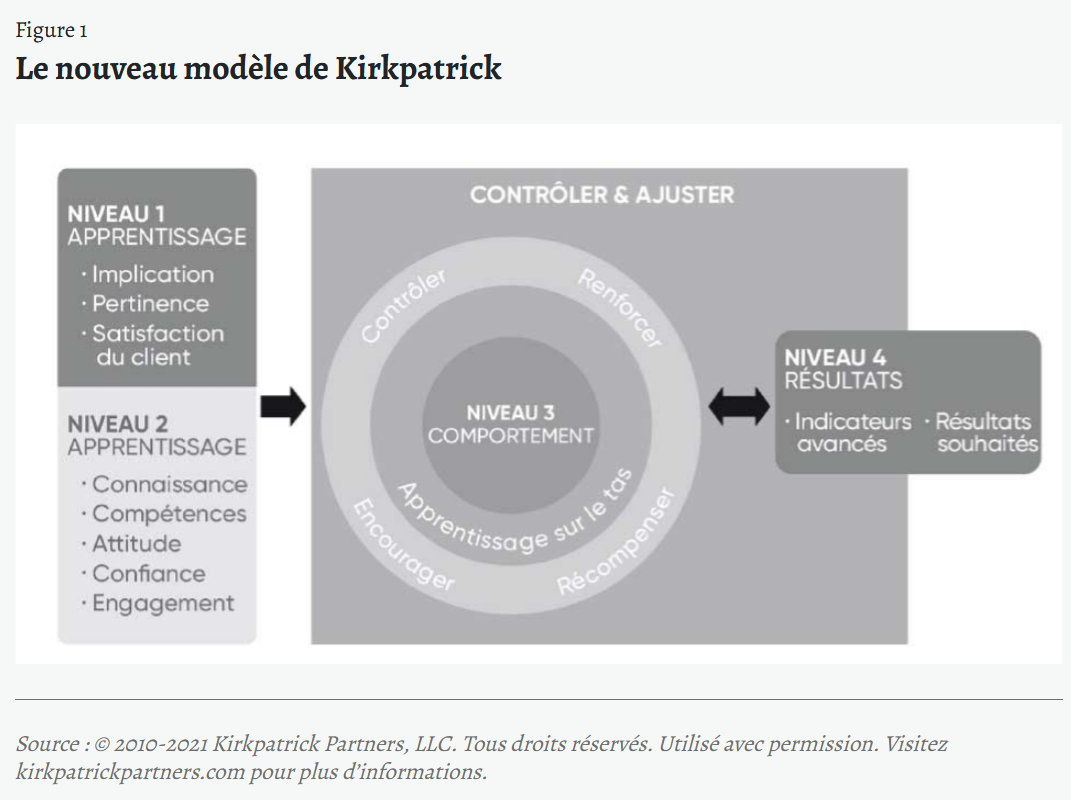 Figure 1
Le nouveau modèle de Kirkpatrick
NIVEAU 1
APPRENTISSAGE
· Implication
· Pertinence
· Satisfaction
du client
NIVEAU 2
APPRENTISSAGE
· Connaissance
· Compétences
· Attitude
· Confiance
· Engagement
CONTRÔLER & AJUSTER
Contrôler
Renforcer
NIVEAU 3
COMPORTEMENT
Apprentissage sur le tas
Encourager
Récompenser
NIVEAU 4
RÉSULTATS
· Indicateurs
avancés
· Résultats
souhaités
Source : © 2010-2021 Kirkpatrick Partners, LLC. Tous droits réservés. Utilisé avec permission. Visitez
kirkpatrickpartners.com pour plus d’informations.